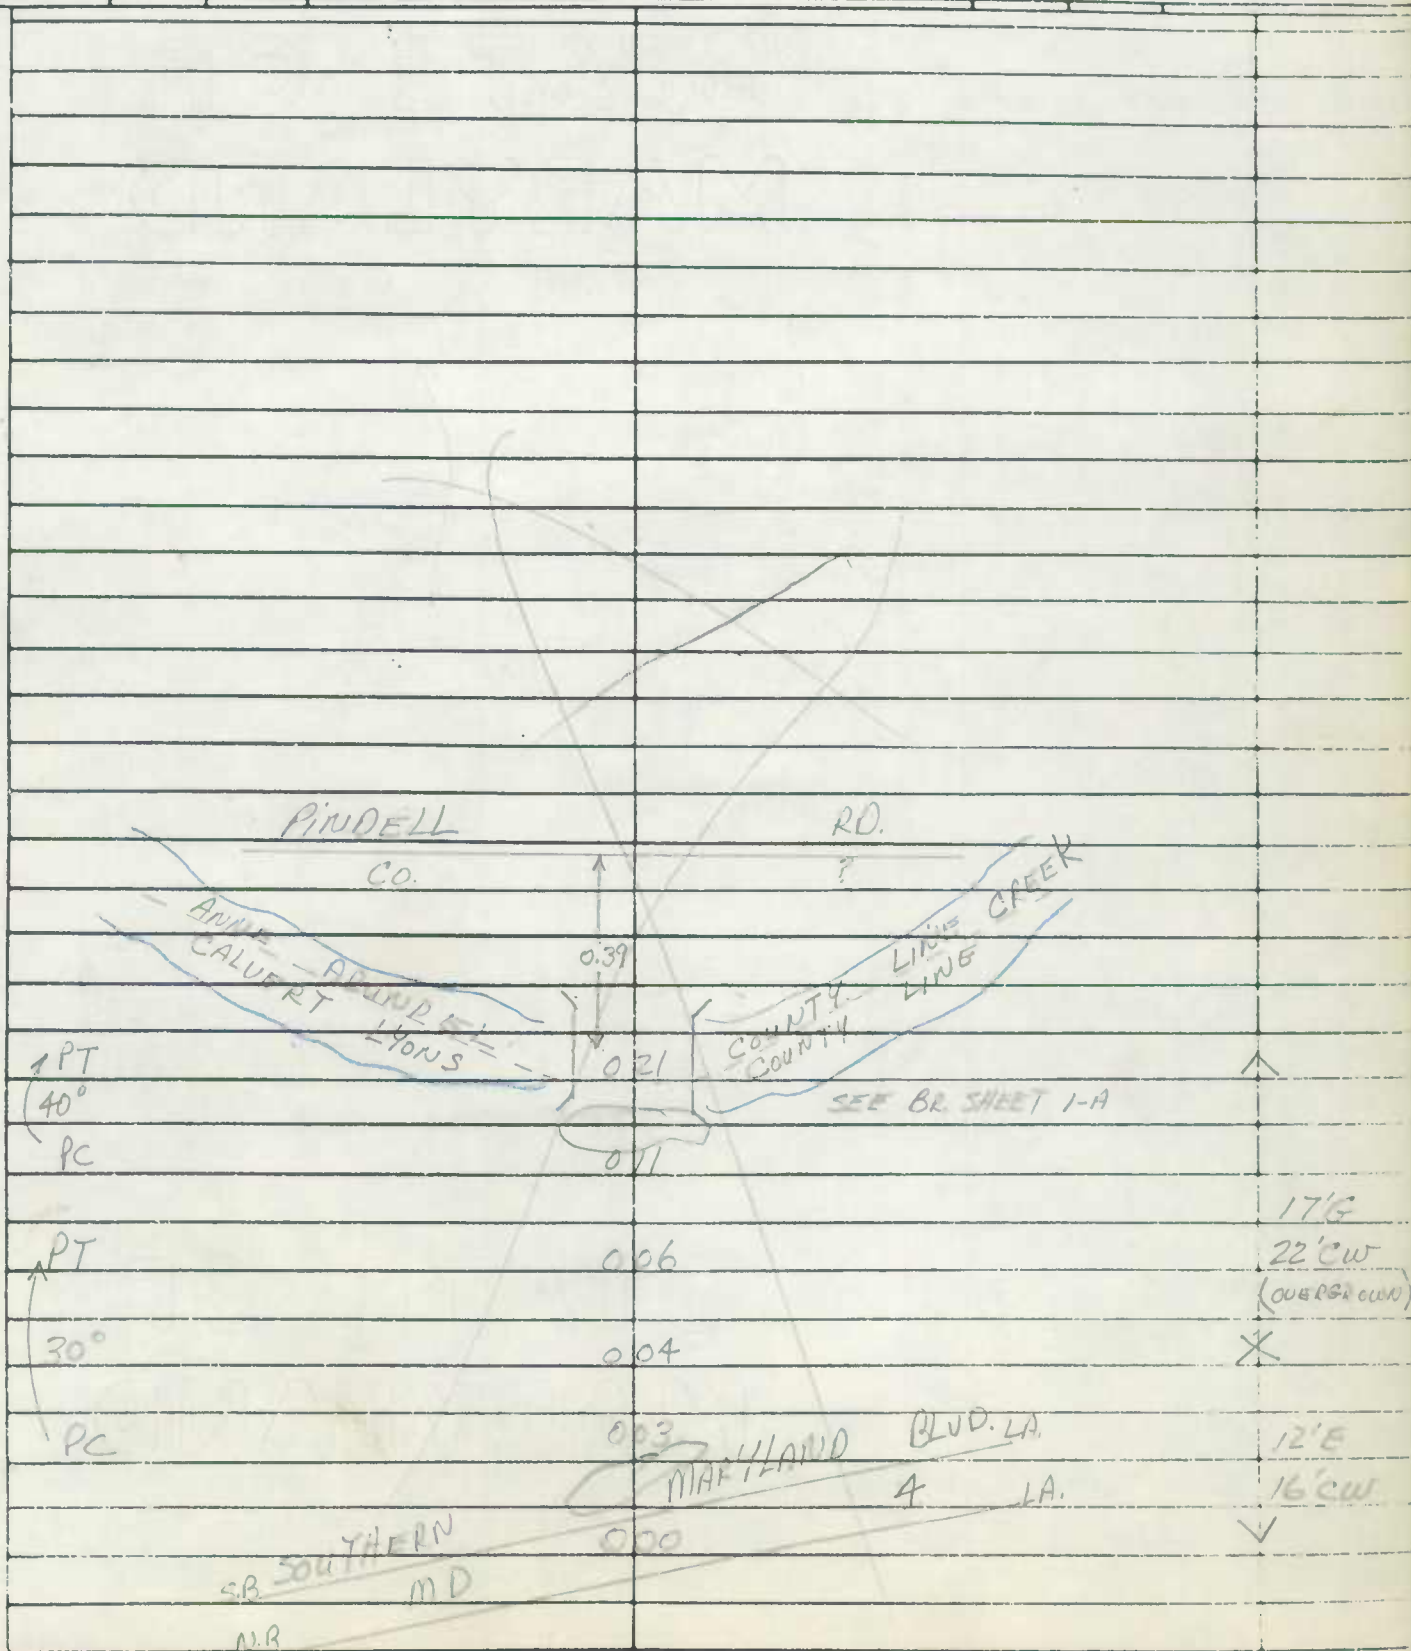 PINDELL RD.
CO. ?
ANNE ARUNDEL COUNTY LINE CREEK
CALVERT LYONS COUNTY LINE
0.39
PT 0.21
40° SEE BR. SHEET 1-A
PC 0.11
17'G
PT 0.06 22'CW
(OVERGROWN)
30° 0.04
PC 0.03 BLVD. LA. 12'E
MARYLAND 4 LA. 16'CW
S.B. SOUTHERN 0.00
MD
N.B.